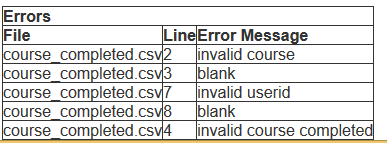 Errors
File Line Error Message
course_completed.csv 2 invalid course
course_completed.csv 3 blank
course_completed.csv 7 invalid userid
course_completed.csv 8 blank
course_completed.csv 4 invalid course completed